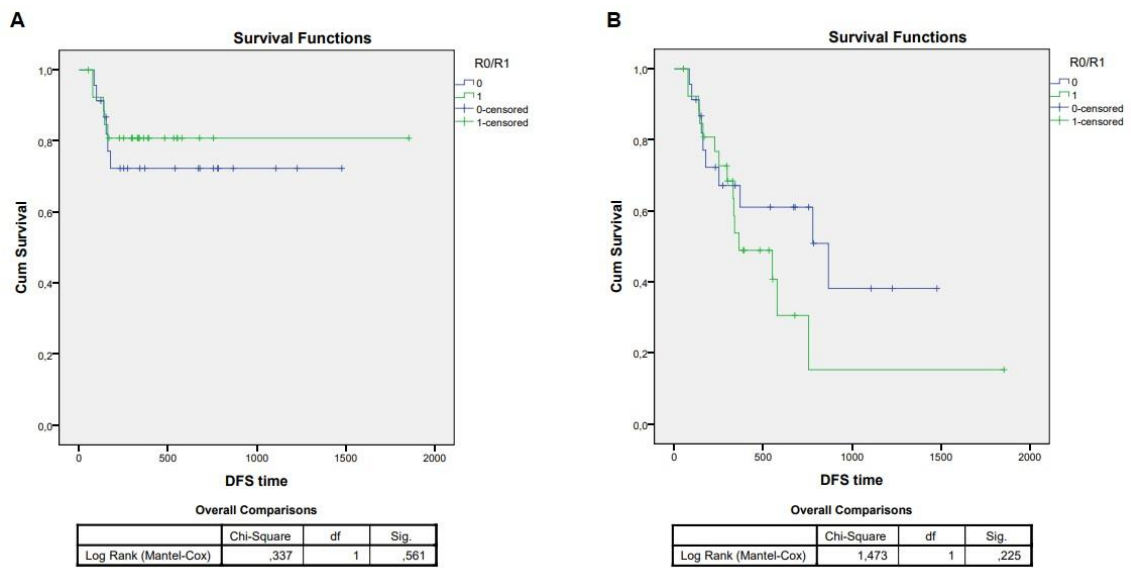 A
Survival Functions
R0/R1
0
1
0-censored
1-censored
1,0
0,8
0,6
0,4
0,2
0,0
Cum Survival
0
500
1000
1500
2000
DFS time
Overall Comparisons
Chi-Square df Sig.
Log Rank (Mantel-Cox) ,337 1 ,561
B
Survival Functions
R0/R1
0
1
0-censored
1-censored
1,0
0,8
0,6
0,4
0,2
0,0
Cum Survival
0
500
1000
1500
2000
DFS time
Overall Comparisons
Chi-Square df Sig.
Log Rank (Mantel-Cox) 1,473 1 ,225